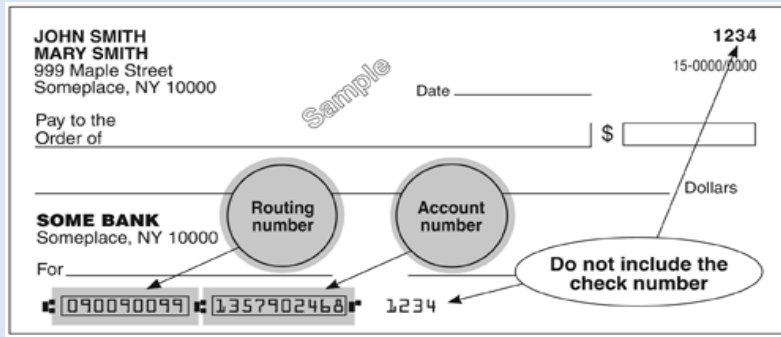 JOHN SMITH
MARY SMITH
999 Maple Street
Someplace, NY 10000
1234
15-0000/0000
Sample
Date
Pay to the
Order of
$
Dollars
Routing
number
Account
number
SOME BANK
Someplace, NY 10000
For
Do not include the
check number
090090099 1357902468 1234